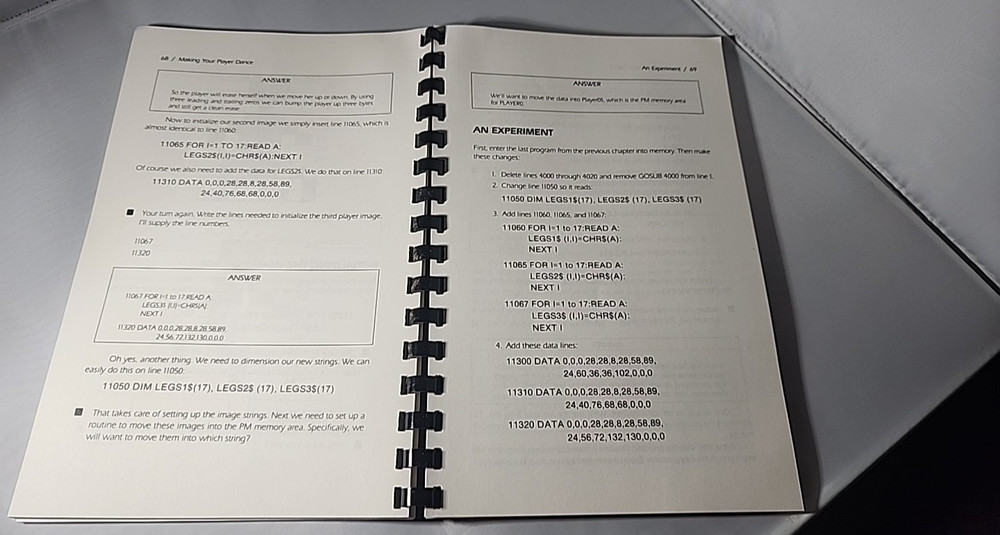 68 / Making Your Player Dance
ANSWER
So the player will erase herself when we move her up or down. By using
three leading and trailing zeros we can bump the player up three bytes
and still get a clean erase.
Now to initialize our second image we simply insert line 11065, which is
almost identical to line 11060:
11065 FOR I=1 TO 17:READ A:
LEGS2$(I,I)=CHR$(A):NEXT I
Of course we also need to add the data for LEGS2$. We do that on line 11310:
11310 DATA 0,0,0,28,28,8,28,58,89,
24,40,76,68,68,0,0,0
■ Your turn again. Write the lines needed to initialize the third player image.
I'll supply the line numbers.
11067
11320
ANSWER
11067 FOR I=1 to 17:READ A:
LEGS3$ (I,I)=CHR$(A):
NEXT I
11320 DATA 0,0,0,28,28,8,28,58,89,
24,56,72,132,130,0,0,0
Oh yes, another thing. We need to dimension our new strings. We can
easily do this on line 11050:
11050 DIM LEGS1$(17), LEGS2$ (17), LEGS3$(17)
■ That takes care of setting up the image strings. Next we need to set up a
routine to move these images into the PM memory area. Specifically, we
will want to move them into which string?
An Experiment / 69
ANSWER
We'll want to move the data into Player0$, which is the PM memory area
for PLAYER0.
AN EXPERIMENT
First, enter the last program from the previous chapter into memory. Then make
these changes:
1. Delete lines 4000 through 4020 and remove GOSUB 4000 from line 1.
2. Change line 11050 so it reads:
11050 DIM LEGS1$(17), LEGS2$ (17), LEGS3$ (17)
3. Add lines 11060, 11065, and 11067:
11060 FOR I=1 to 17:READ A:
LEGS1$ (I,I)=CHR$(A):
NEXT I
11065 FOR I=1 to 17:READ A:
LEGS2$ (I,I)=CHR$(A):
NEXT I
11067 FOR I=1 to 17:READ A:
LEGS3$ (I,I)=CHR$(A):
NEXT I
4. Add these data lines:
11300 DATA 0,0,0,28,28,8,28,58,89,
24,60,36,36,102,0,0,0
11310 DATA 0,0,0,28,28,8,28,58,89,
24,40,76,68,68,0,0,0
11320 DATA 0,0,0,28,28,8,28,58,89,
24,56,72,132,130,0,0,0